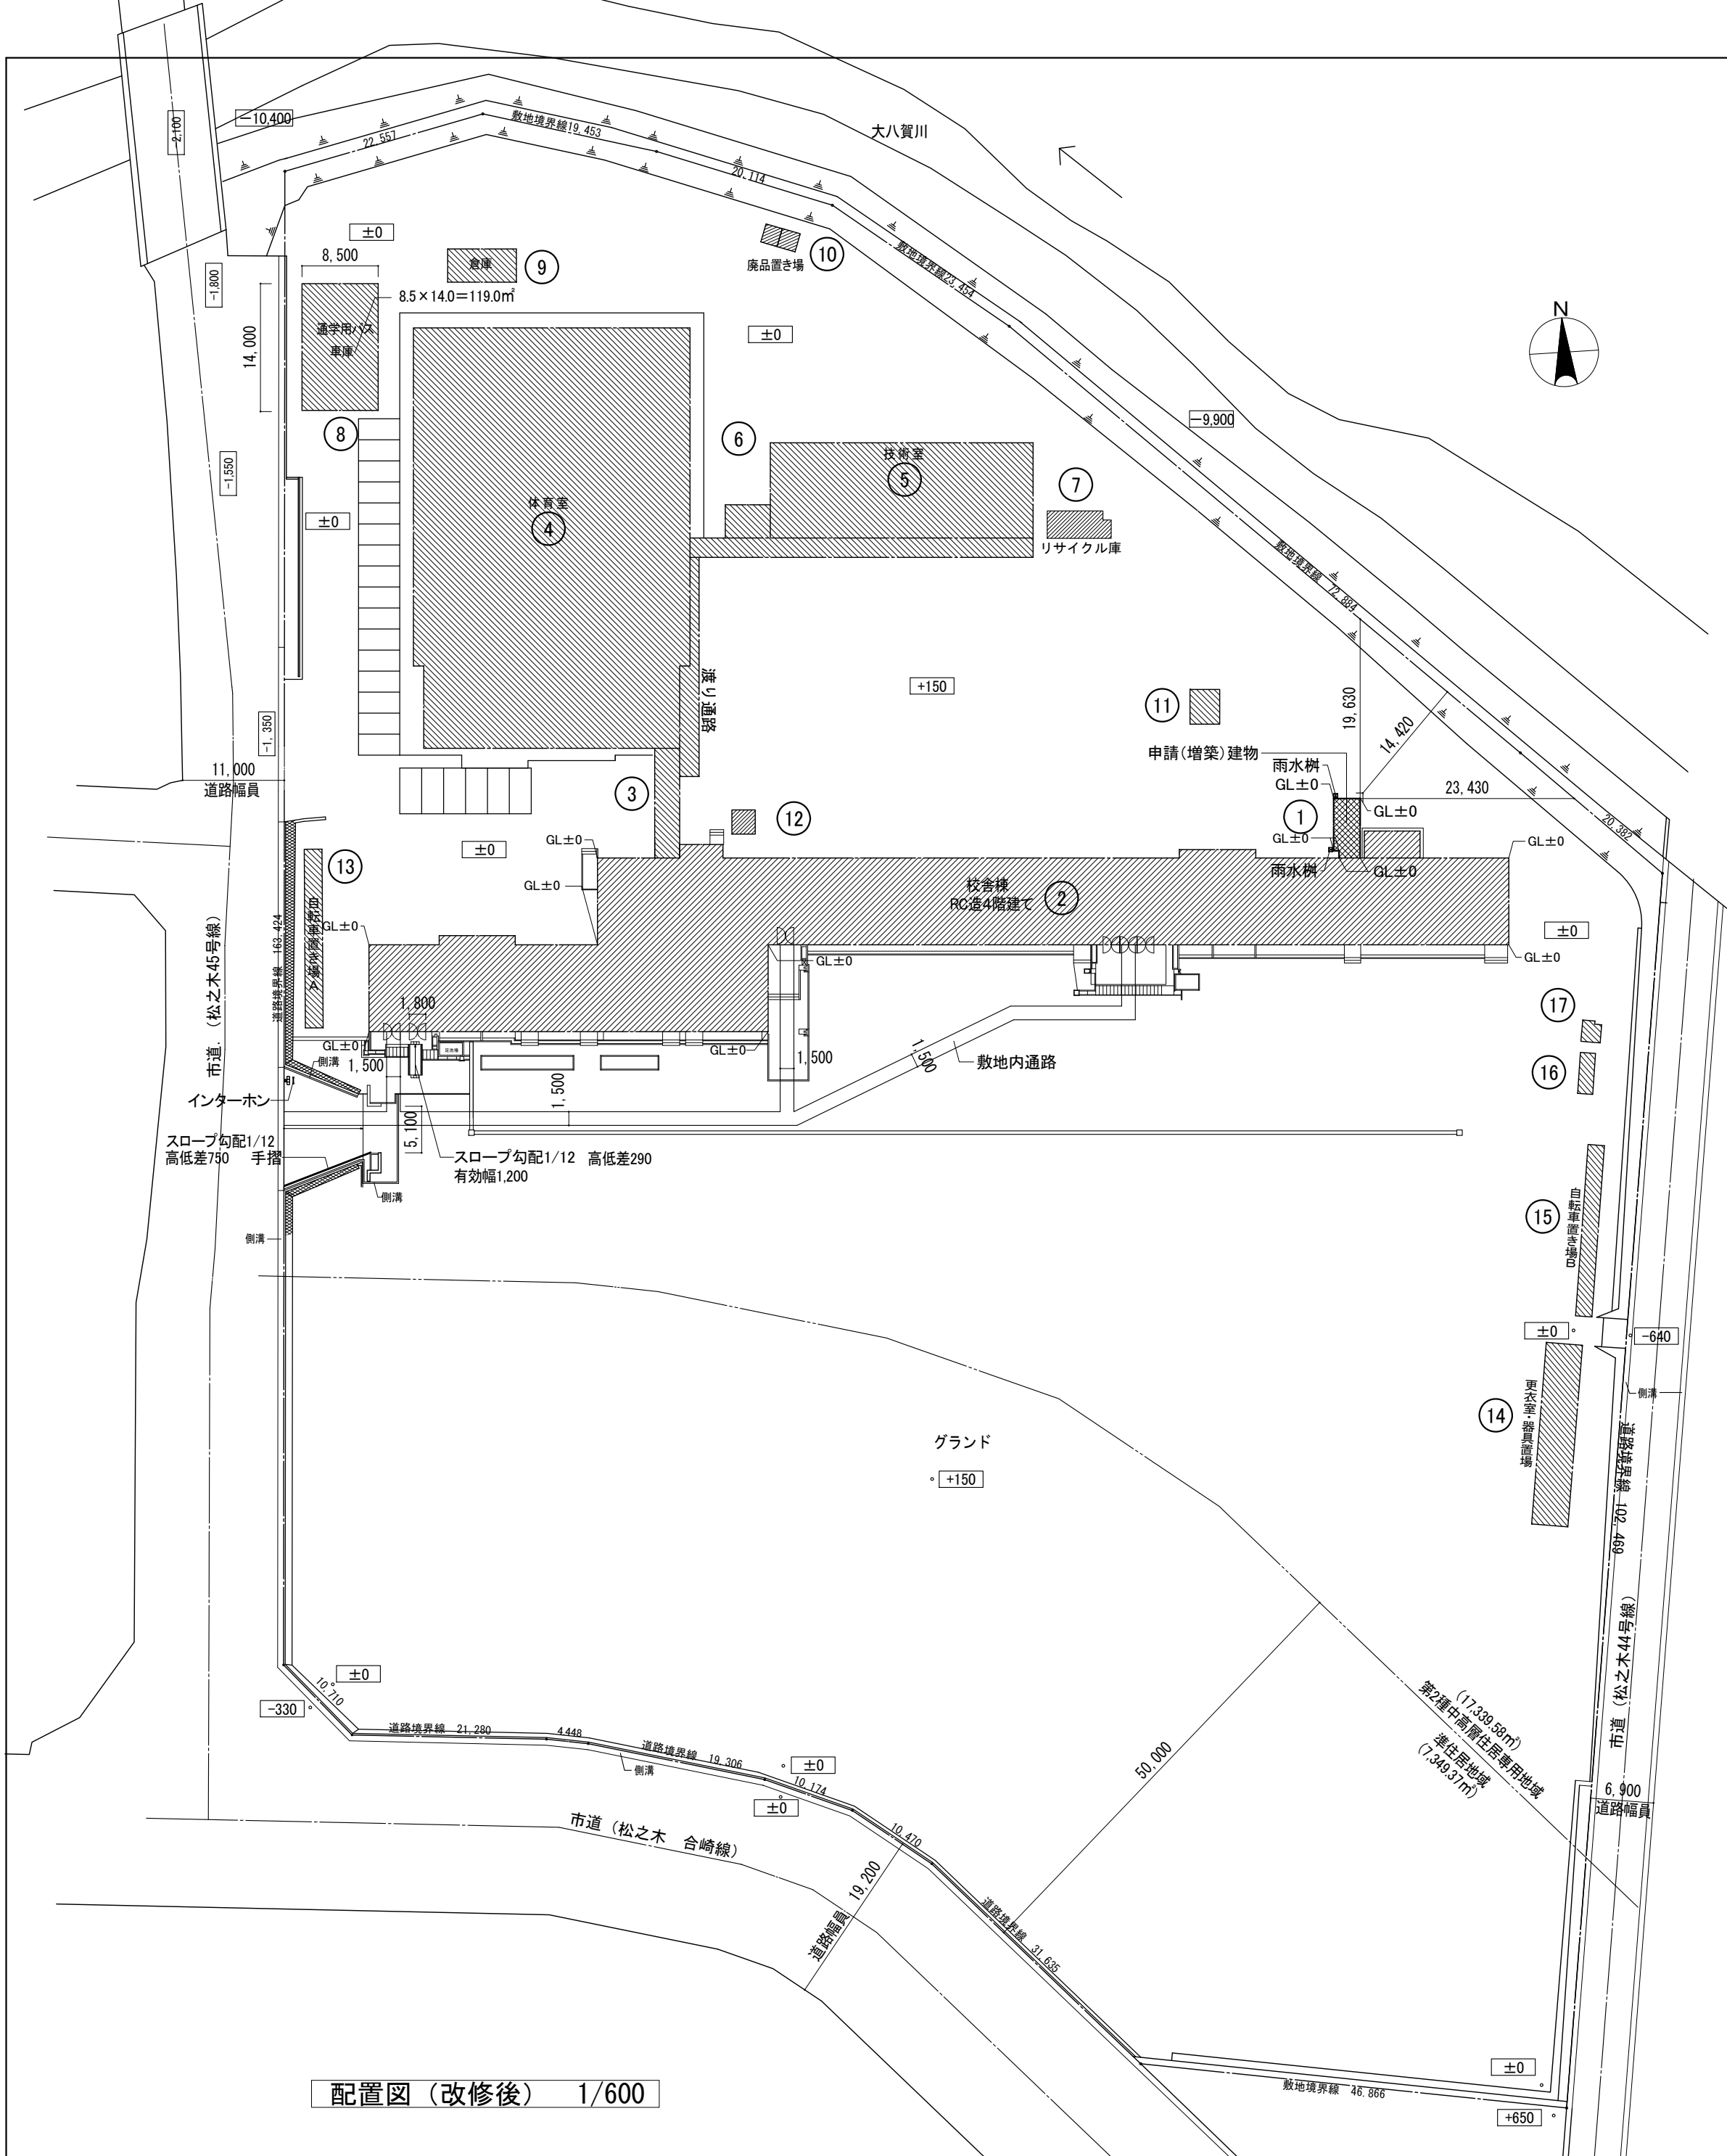 大八賀川
-2,100
－10,400
22,557
敷地境界線19,453
20,114
敷地境界線23,454
±0
8,500
倉庫
⑨
廃品置き場
⑩
-1,800
8.5×14.0＝119.0㎡
通学用バス
車庫
14,000
±0
N
－9,900
⑧
⑥
技術室
⑤
⑦
リサイクル庫
-1,550
±0
体育室
④
敷地境界線 72,884
渡り通路
+150
⑪
19,630
14,420
-1,350
申請(増築)建物
雨水桝
GL±0
23,430
11,000
道路幅員
③
⑫
①
GL±0
GL±0
20,382
±0
GL±0
GL±0
⑬
雨水桝
GL±0
GL±0
校舎棟
RC造4階建て
②
自転車置き場A
GL±0
±0
市道.（松之木45号線）
道路境界線 163,424
GL±0
GL±0
1,800
GL±0
GL±0
⑰
側溝
1,500
1,500
1,500
敷地内通路
⑯
インターホン
1,500
5,100
スロープ勾配1/12
高低差750 手摺
スロープ勾配1/12 高低差290
有効幅1,200
側溝
側溝
⑮
自転車置き場B
±0
-640
側溝
⑭
更衣室・器具置場
グランド
+150
道路境界線 102,469
市道（松之木44号線）
±0
10,710
-330
道路境界線 21,280
4,448
道路境界線 19,306
側溝
±0
10,174
±0
10,470
50,000
(17,339.58㎡)
第2種中高層住居専用地域
準住居地域
(7,349.37㎡)
6,900
道路幅員
市道（松之木 合崎線）
道路幅員 19,200
道路境界線 31,635
±0
敷地境界線 46,866
+650
配置図（改修後） 1/600